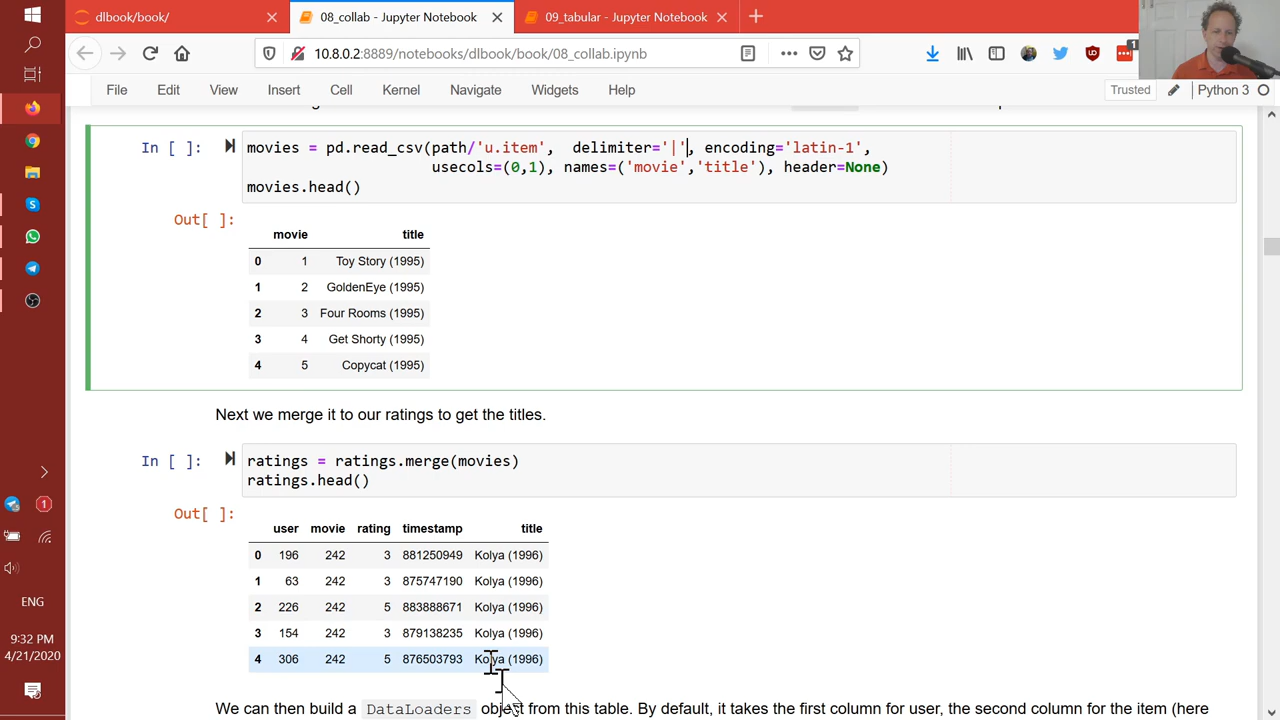 dlbook/book/
08_collab - Jupyter Notebook
09_tabular - Jupyter Notebook
10.8.0.2:8889/notebooks/dlbook/book/08_collab.ipynb
1
File Edit View Insert Cell Kernel Navigate Widgets Help
Trusted Python 3
In [ ]: movies = pd.read_csv(path/'u.item', delimiter='|', encoding='latin-1',
usecols=(0,1), names=('movie','title'), header=None)
movies.head()
Out[ ]:
movie title
0 1 Toy Story (1995)
1 2 GoldenEye (1995)
2 3 Four Rooms (1995)
3 4 Get Shorty (1995)
4 5 Copycat (1995)
Next we merge it to our ratings to get the titles.
In [ ]: ratings = ratings.merge(movies)
ratings.head()
Out[ ]:
user movie rating timestamp title
0 196 242 3 881250949 Kolya (1996)
1 63 242 3 875747190 Kolya (1996)
2 226 242 5 883888671 Kolya (1996)
3 154 242 3 879138235 Kolya (1996)
4 306 242 5 876503793 Kolya (1996)
We can then build a DataLoaders object from this table. By default, it takes the first column for user, the second column for the item (here
1
ENG
9:32 PM
4/21/2020